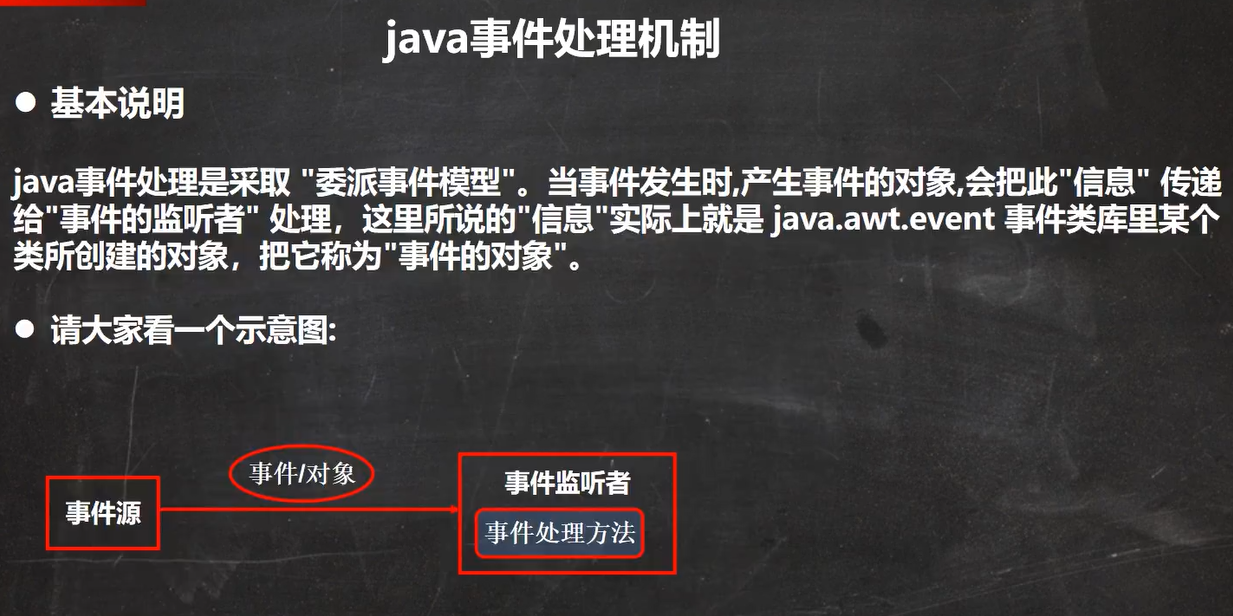 java事件处理机制
● 基本说明
java事件处理是采取 "委派事件模型"。当事件发生时,产生事件的对象,会把此"信息" 传递
给"事件的监听者" 处理，这里所说的"信息"实际上就是 java.awt.event 事件类库里某个
类所创建的对象，把它称为"事件的对象"。
● 请大家看一个示意图:
事件/对象
事件源
事件监听者
事件处理方法